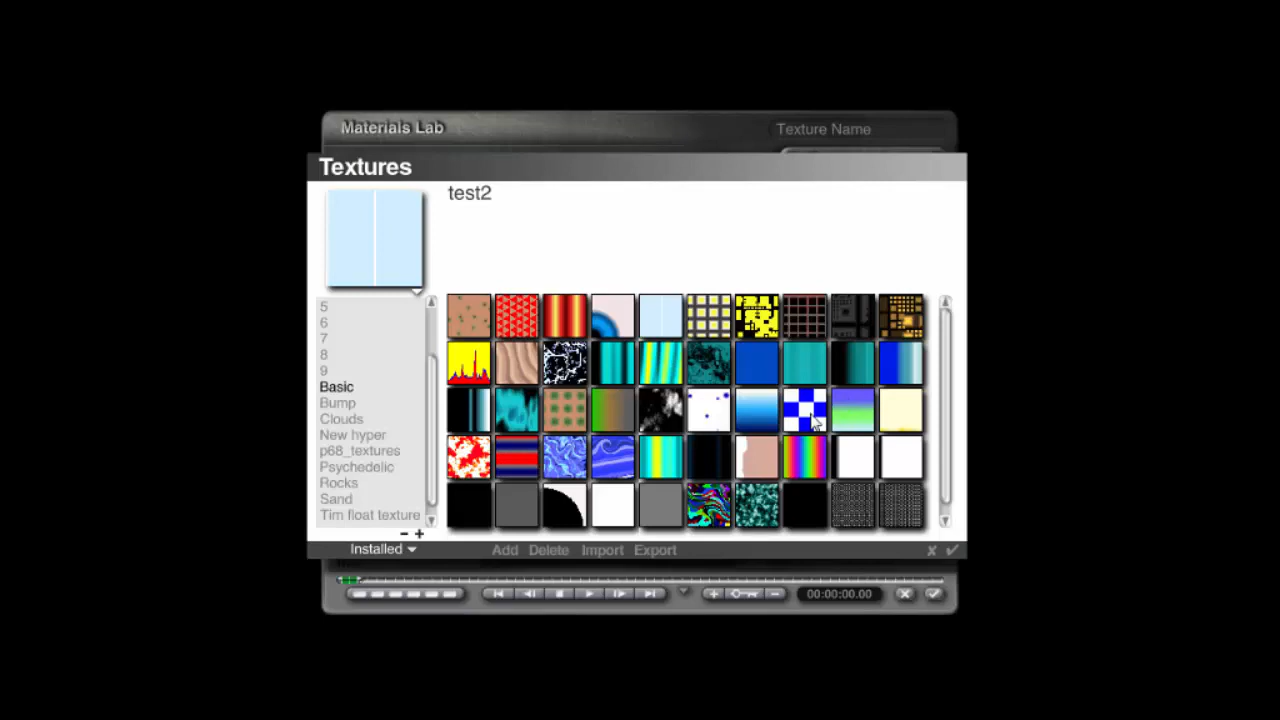 Materials Lab
Texture Name
Textures
test2
5
6
7
8
9
Basic
Bump
Clouds
New hyper
p68_textures
Psychedelic
Rocks
Sand
Tim float texture
Installed
Add Delete Import Export
00:00:00.00